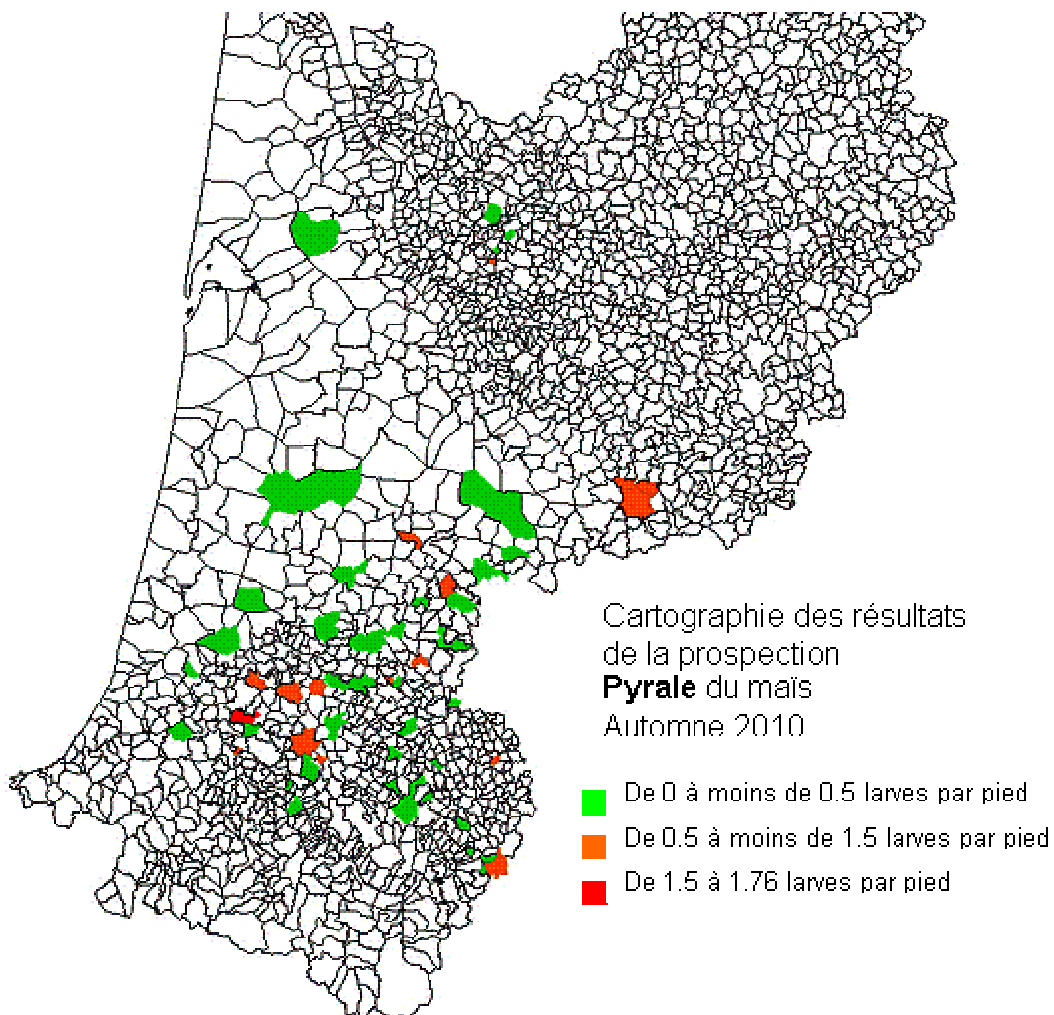 Cartographie des résultats
de la prospection
Pyrale du maïs
Automne 2010
De 0 à moins de 0.5 larves par pied
De 0.5 à moins de 1.5 larves par pied
De 1.5 à 1.76 larves par pied